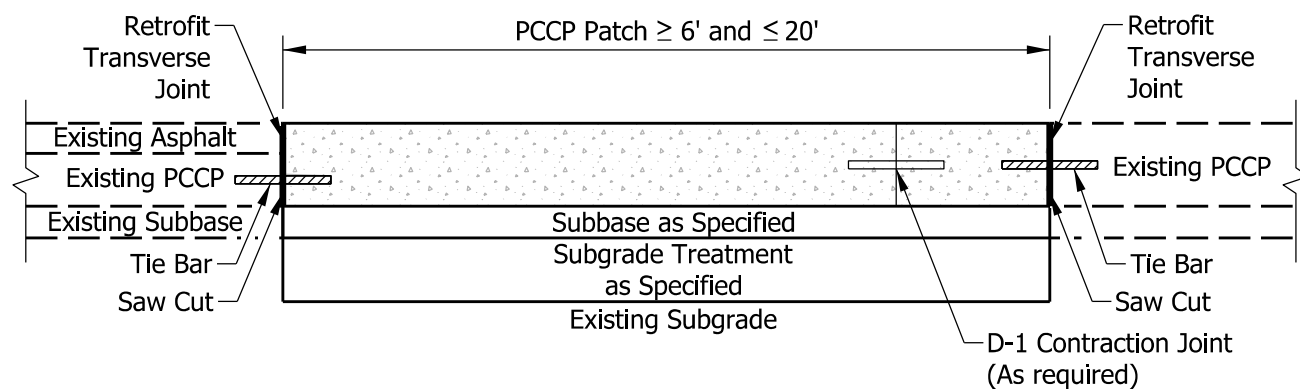 Retrofit
Transverse
Joint
PCCP Patch ≥ 6' and ≤ 20'
Retrofit
Transverse
Joint
Existing Asphalt
Existing PCCP
Existing PCCP
Existing Subbase
Subbase as Specified
Tie Bar
Subgrade Treatment
as Specified
Tie Bar
Saw Cut
Saw Cut
Existing Subgrade
D-1 Contraction Joint
(As required)